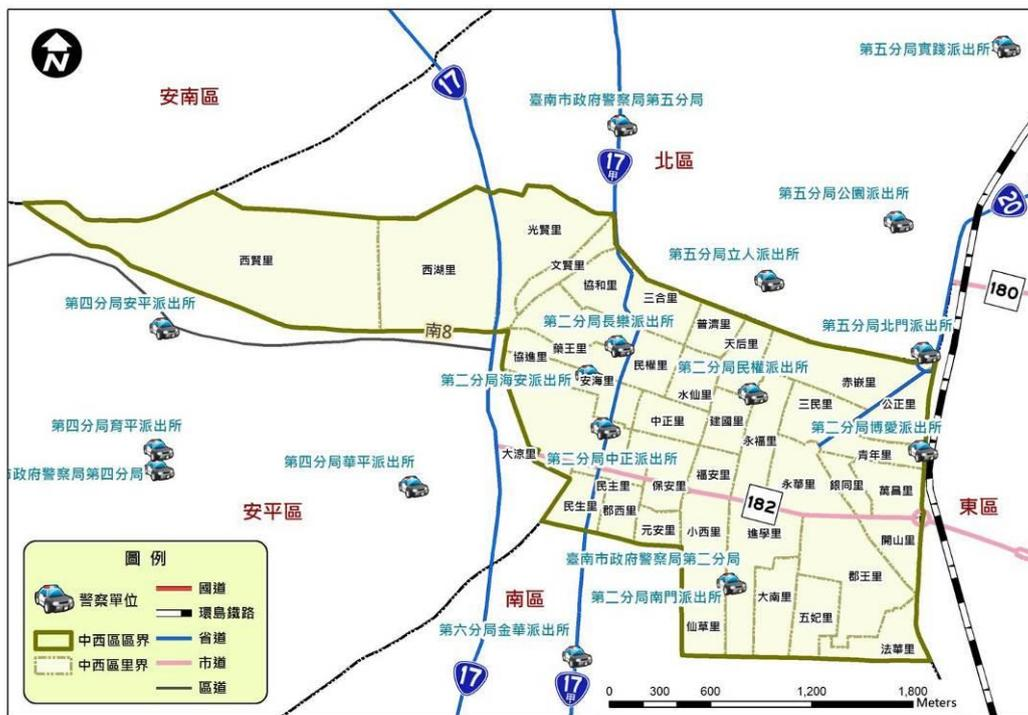 N
17
第五分局實踐派出所
安南區
臺南市政府警察局第五分局
17甲
北區
第五分局公園派出所
20
光賢里
西賢里
西湖里
文賢里
協和里
三合里
第五分局立人派出所
180
第四分局安平派出所
南8
第二分局長樂派出所
普濟里
天后里
第五分局北門派出所
協進里
藥王里
民權里
第二分局海安派出所
安海里
第二分局民權派出所
赤嵌里
水仙里
三民里
公正里
中正里
建國里
永福里
第二分局博愛派出所
第四分局育平派出所
市政府警察局第四分局
第四分局華平派出所
大涼里
第二分局中正派出所
青年里
福安里
民主里
保安里
永華里
銀同里
萬昌里
182
安平區
東區
民生里
郡西里
元安里
小西里
進學里
開山里
臺南市政府警察局第二分局
第二分局南門派出所
大南里
郡王里
五妃里
仙草里
法華里
南區
第六分局金華派出所
17
17甲
圖 例
警察單位
中西區區界
中西區里界
國道
環島鐵路
省道
市道
區道
0 300 600 1,200 1,800
Meters